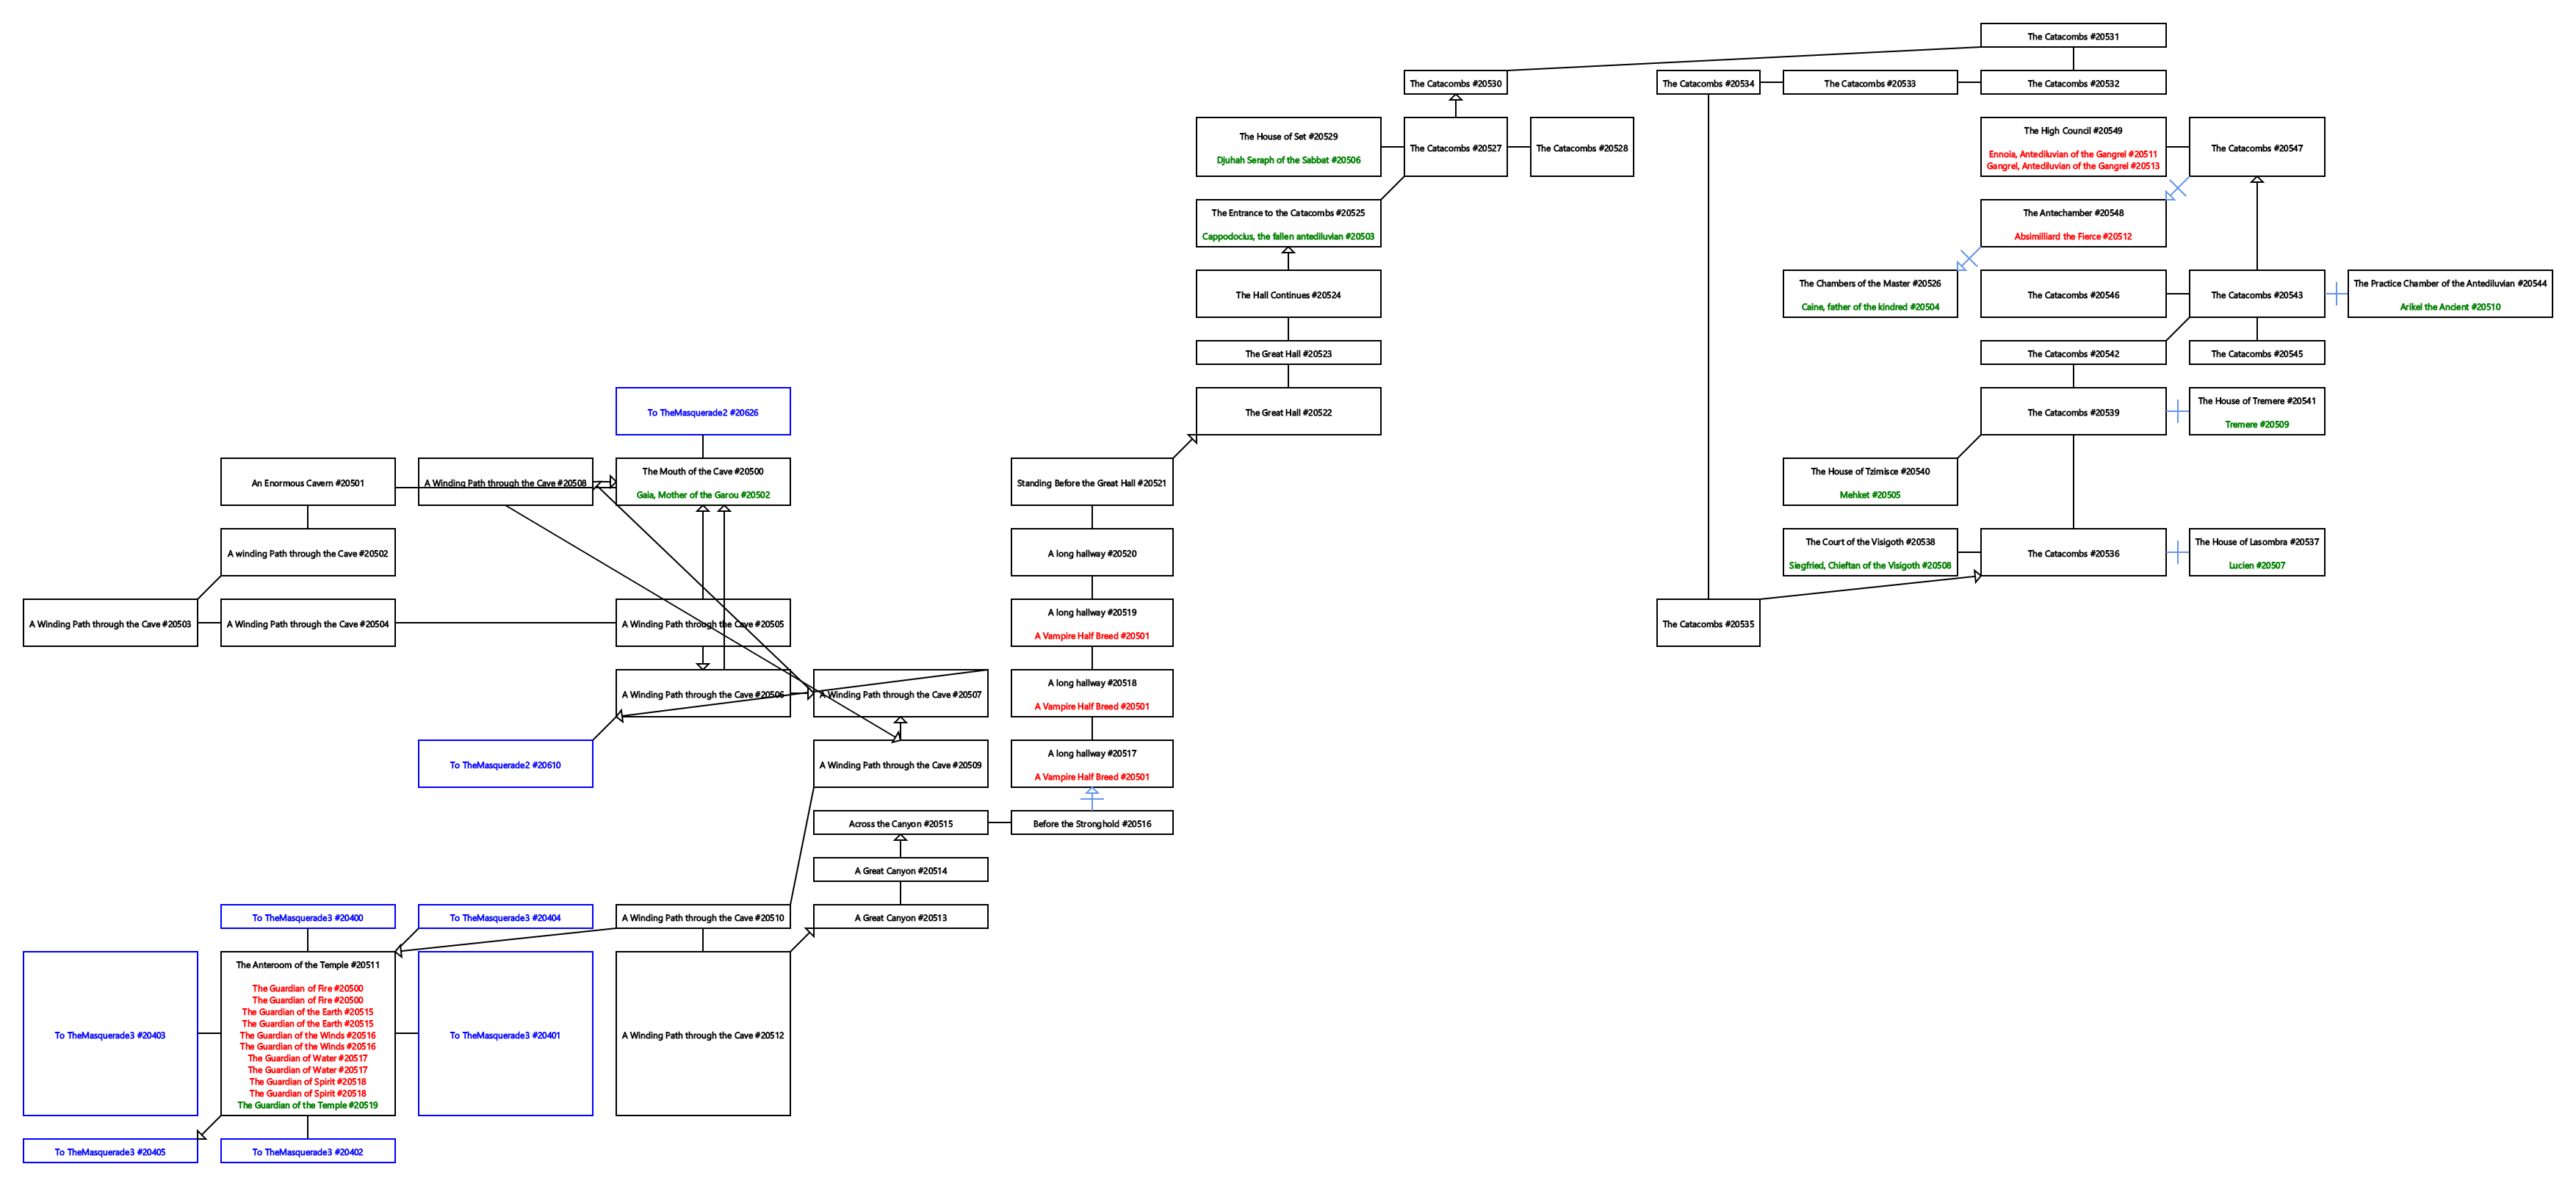 The Catacombs #20531
The Catacombs #20530
The Catacombs #20534
The Catacombs #20533
The Catacombs #20532
The House of Set #20529
Djuhah Seraph of the Sabbat #20506
The Catacombs #20527
The Catacombs #20528
The High Council #20549
Ennoia, Antediluvian of the Gangrel #20511
Gangrel, Antediluvian of the Gangrel #20513
The Catacombs #20547
The Entrance to the Catacombs #20525
Cappodocius, the fallen antediluvian #20503
The Antechamber #20548
Absimilliard the Fierce #20512
The Hall Continues #20524
The Chambers of the Master #20526
Caine, father of the kindred #20504
The Catacombs #20546
The Catacombs #20543
The Practice Chamber of the Antediluvian #20544
Arikel the Ancient #20510
The Great Hall #20523
The Catacombs #20542
The Catacombs #20545
To TheMasquerade2 #20626
The Great Hall #20522
The Catacombs #20539
The House of Tremere #20541
Tremere #20509
An Enormous Cavern #20501
A Winding Path through the Cave #20508
The Mouth of the Cave #20500
Gaia, Mother of the Garou #20502
Standing Before the Great Hall #20521
The House of Tzimisce #20540
Mehket #20505
A winding Path through the Cave #20502
A long hallway #20520
The Court of the Visigoth #20538
Siegfried, Chieftan of the Visigoth #20508
The Catacombs #20536
The House of Lasombra #20537
Lucien #20507
A Winding Path through the Cave #20503
A Winding Path through the Cave #20504
A Winding Path through the Cave #20505
A long hallway #20519
A Vampire Half Breed #20501
The Catacombs #20535
A Winding Path through the Cave #20506
A Winding Path through the Cave #20507
A long hallway #20518
A Vampire Half Breed #20501
To TheMasquerade2 #20610
A Winding Path through the Cave #20509
A long hallway #20517
A Vampire Half Breed #20501
Across the Canyon #20515
Before the Stronghold #20516
A Great Canyon #20514
To TheMasquerade3 #20400
To TheMasquerade3 #20404
A Winding Path through the Cave #20510
A Great Canyon #20513
To TheMasquerade3 #20403
The Anteroom of the Temple #20511
The Guardian of Fire #20500
The Guardian of Fire #20500
The Guardian of the Earth #20515
The Guardian of the Earth #20515
The Guardian of the Winds #20516
The Guardian of the Winds #20516
The Guardian of Water #20517
The Guardian of Water #20517
The Guardian of Spirit #20518
The Guardian of Spirit #20518
The Guardian of the Temple #20519
To TheMasquerade3 #20401
A Winding Path through the Cave #20512
To TheMasquerade3 #20405
To TheMasquerade3 #20402